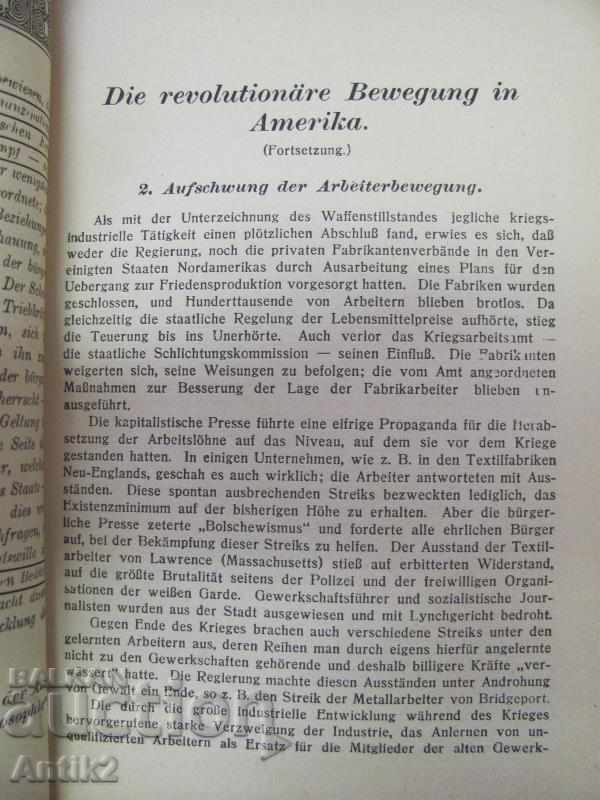 Die revolutionäre Bewegung in
Amerika.
(Fortsetzung.)
2. Aufschwung der Arbeiterbewegung.
Als mit der Unterzeichnung des Waffenstillstandes jegliche kriegs-
industrielle Tätigkeit einen plötzlichen Abschluß fand, erwies es sich, daß
weder die Regierung, noch die privaten Fabrikantenverbände in den Ver-
einigten Staaten Nordamerikas durch Ausarbeitung eines Plans für den
Uebergang zur Friedensproduktion vorgesorgt hatten. Die Fabriken wurden
geschlossen, und Hunderttausende von Arbeitern blieben brotlos. Da
gleichzeitig die staatliche Regelung der Lebensmittelpreise aufhörte, stieg
die Teuerung bis ins Unerhörte. Auch verlor das Kriegsarbeitsamt —
die staatliche Schlichtungskommission — seinen Einfluß. Die Fabrikanten
weigerten sich, seine Weisungen zu befolgen; die vom Amt angeordneten
Maßnahmen zur Besserung der Lage der Fabrikarbeiter blieben un-
ausgeführt.
Die kapitalistische Presse führte eine eifrige Propaganda für die Herab-
setzung der Arbeitslöhne auf das Niveau, auf dem sie vor dem Kriege
gestanden hatten. In einigen Unternehmen, wie z. B. in den Textilfabriken
Neu-Englands, geschah es auch wirklich; die Arbeiter antworteten mit Aus-
ständen. Diese spontan ausbrechenden Streiks bezweckten lediglich, das
Existenzminimum auf der bisherigen Höhe zu erhalten. Aber die bürger-
liche Presse zeterte „Bolschewismus" und forderte alle ehrlichen Bürger
auf, bei der Bekämpfung dieser Streiks zu helfen. Der Ausstand der Textil-
arbeiter von Lawrence (Massachusetts) stieß auf erbitterten Widerstand,
auf die größte Brutalität seitens der Polizei und der freiwilligen Organi-
sationen der weißen Garde. Gewerkschaftsführer und sozialistische Jour-
nalisten wurden aus der Stadt ausgewiesen und mit Lynchgericht bedroht.
Gegen Ende des Krieges brachen auch verschiedene Streiks unter den
gelernten Arbeitern aus, deren Reihen man durch eigens hierfür angelernte
nicht zu den Gewerkschaften gehörende und deshalb billigere Kräfte „ver-
wässert" hatte. Die Regierung machte diesen Ausständen unter Androhung
von Gewalt ein Ende, so z. B. den Streik der Metallarbeiter von Bridgeport.
Die durch die große industrielle Entwicklung während des Krieges
hervorgerufene starke Verzweigung der Industrie, das Anlernen von un-
qualifizierten Arbeitern als Ersatz für die Mitglieder der alten Gewerk-
BALKAN
auction
Antik2